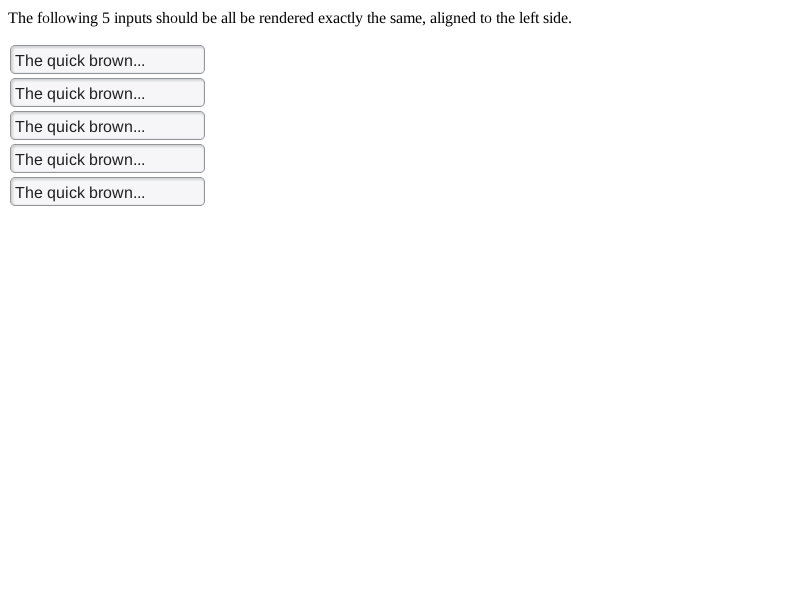 The following 5 inputs should be all be rendered exactly the same, aligned to the left side.
The quick brown...
The quick brown...
The quick brown...
The quick brown...
The quick brown...